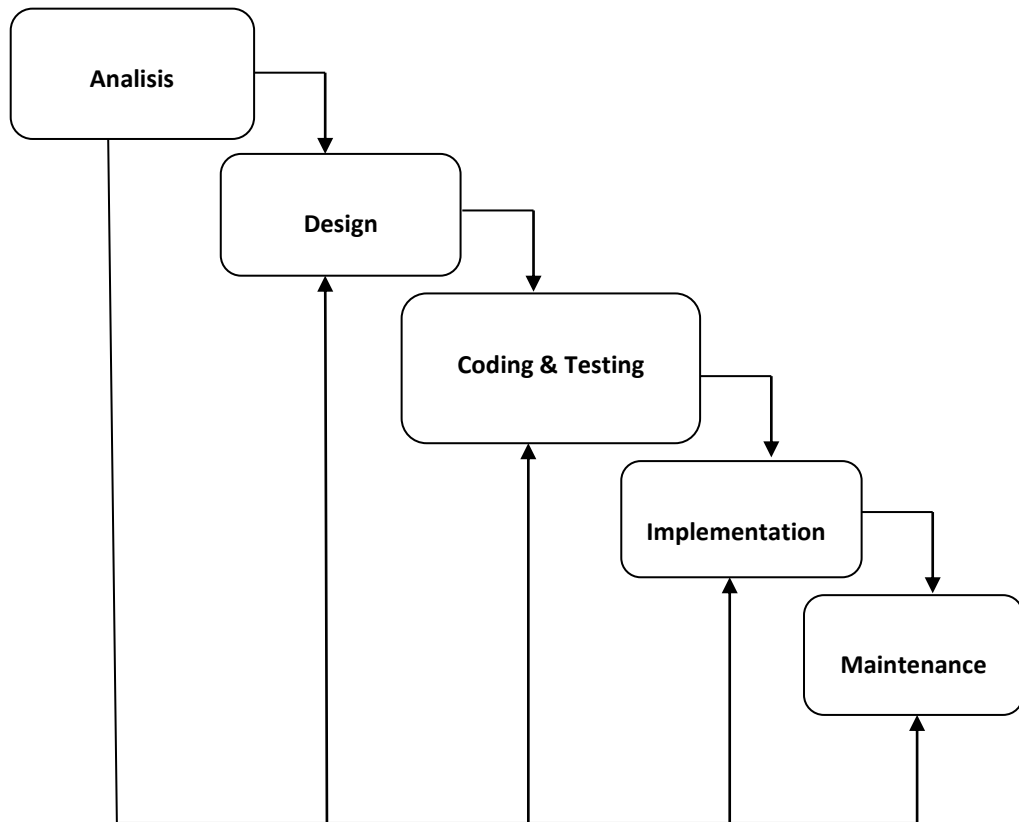 Analisis
Design
Coding & Testing
Implementation
Maintenance